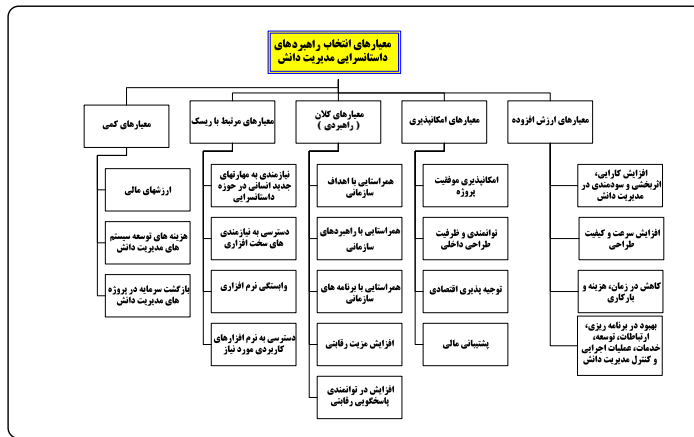 معیارهای انتخاب راهبردهای
داستانسرایی مدیریت دانش
معیارهای ارزش افزوده
افزایش کارایی،
اثربخشی و سودمندی در
مدیریت دانش
افزایش سرعت و کیفیت
طراحی
کاهش در زمان، هزینه و
بارکاری
بهبود در برنامه ریزی،
ارتباطات، توسعه،
خدمات، عملیات اجرایی
و کنترل مدیریت دانش
معیارهای امکانپذیری
امکانپذیری موفقیت
پروژه
توانمندی و ظرفیت
طراحی داخلی
توجیه پذیری اقتصادی
پشتیبانی مالی
معیارهای کلان
( راهبردی )
همراستایی با اهداف
سازمانی
همراستایی با راهبردهای
سازمانی
همراستایی با برنامه های
سازمانی
افزایش مزیت رقابتی
افزایش در توانمندی
پاسخگویی رقابتی
معیارهای مرتبط با ریسک
نیازمندی به مهارتهای
جدید انسانی در حوزه
داستانسرایی
دسترسی به نیازمندی
های سخت افزاری
وابستگی نرم افزاری
دسترسی به نرم افزارهای
کاربردی مورد نیاز
معیارهای کمی
ارزشهای مالی
هزینه های توسعه سیستم
های مدیریت دانش
بازگشت سرمایه در پروژه
های مدیریت دانش